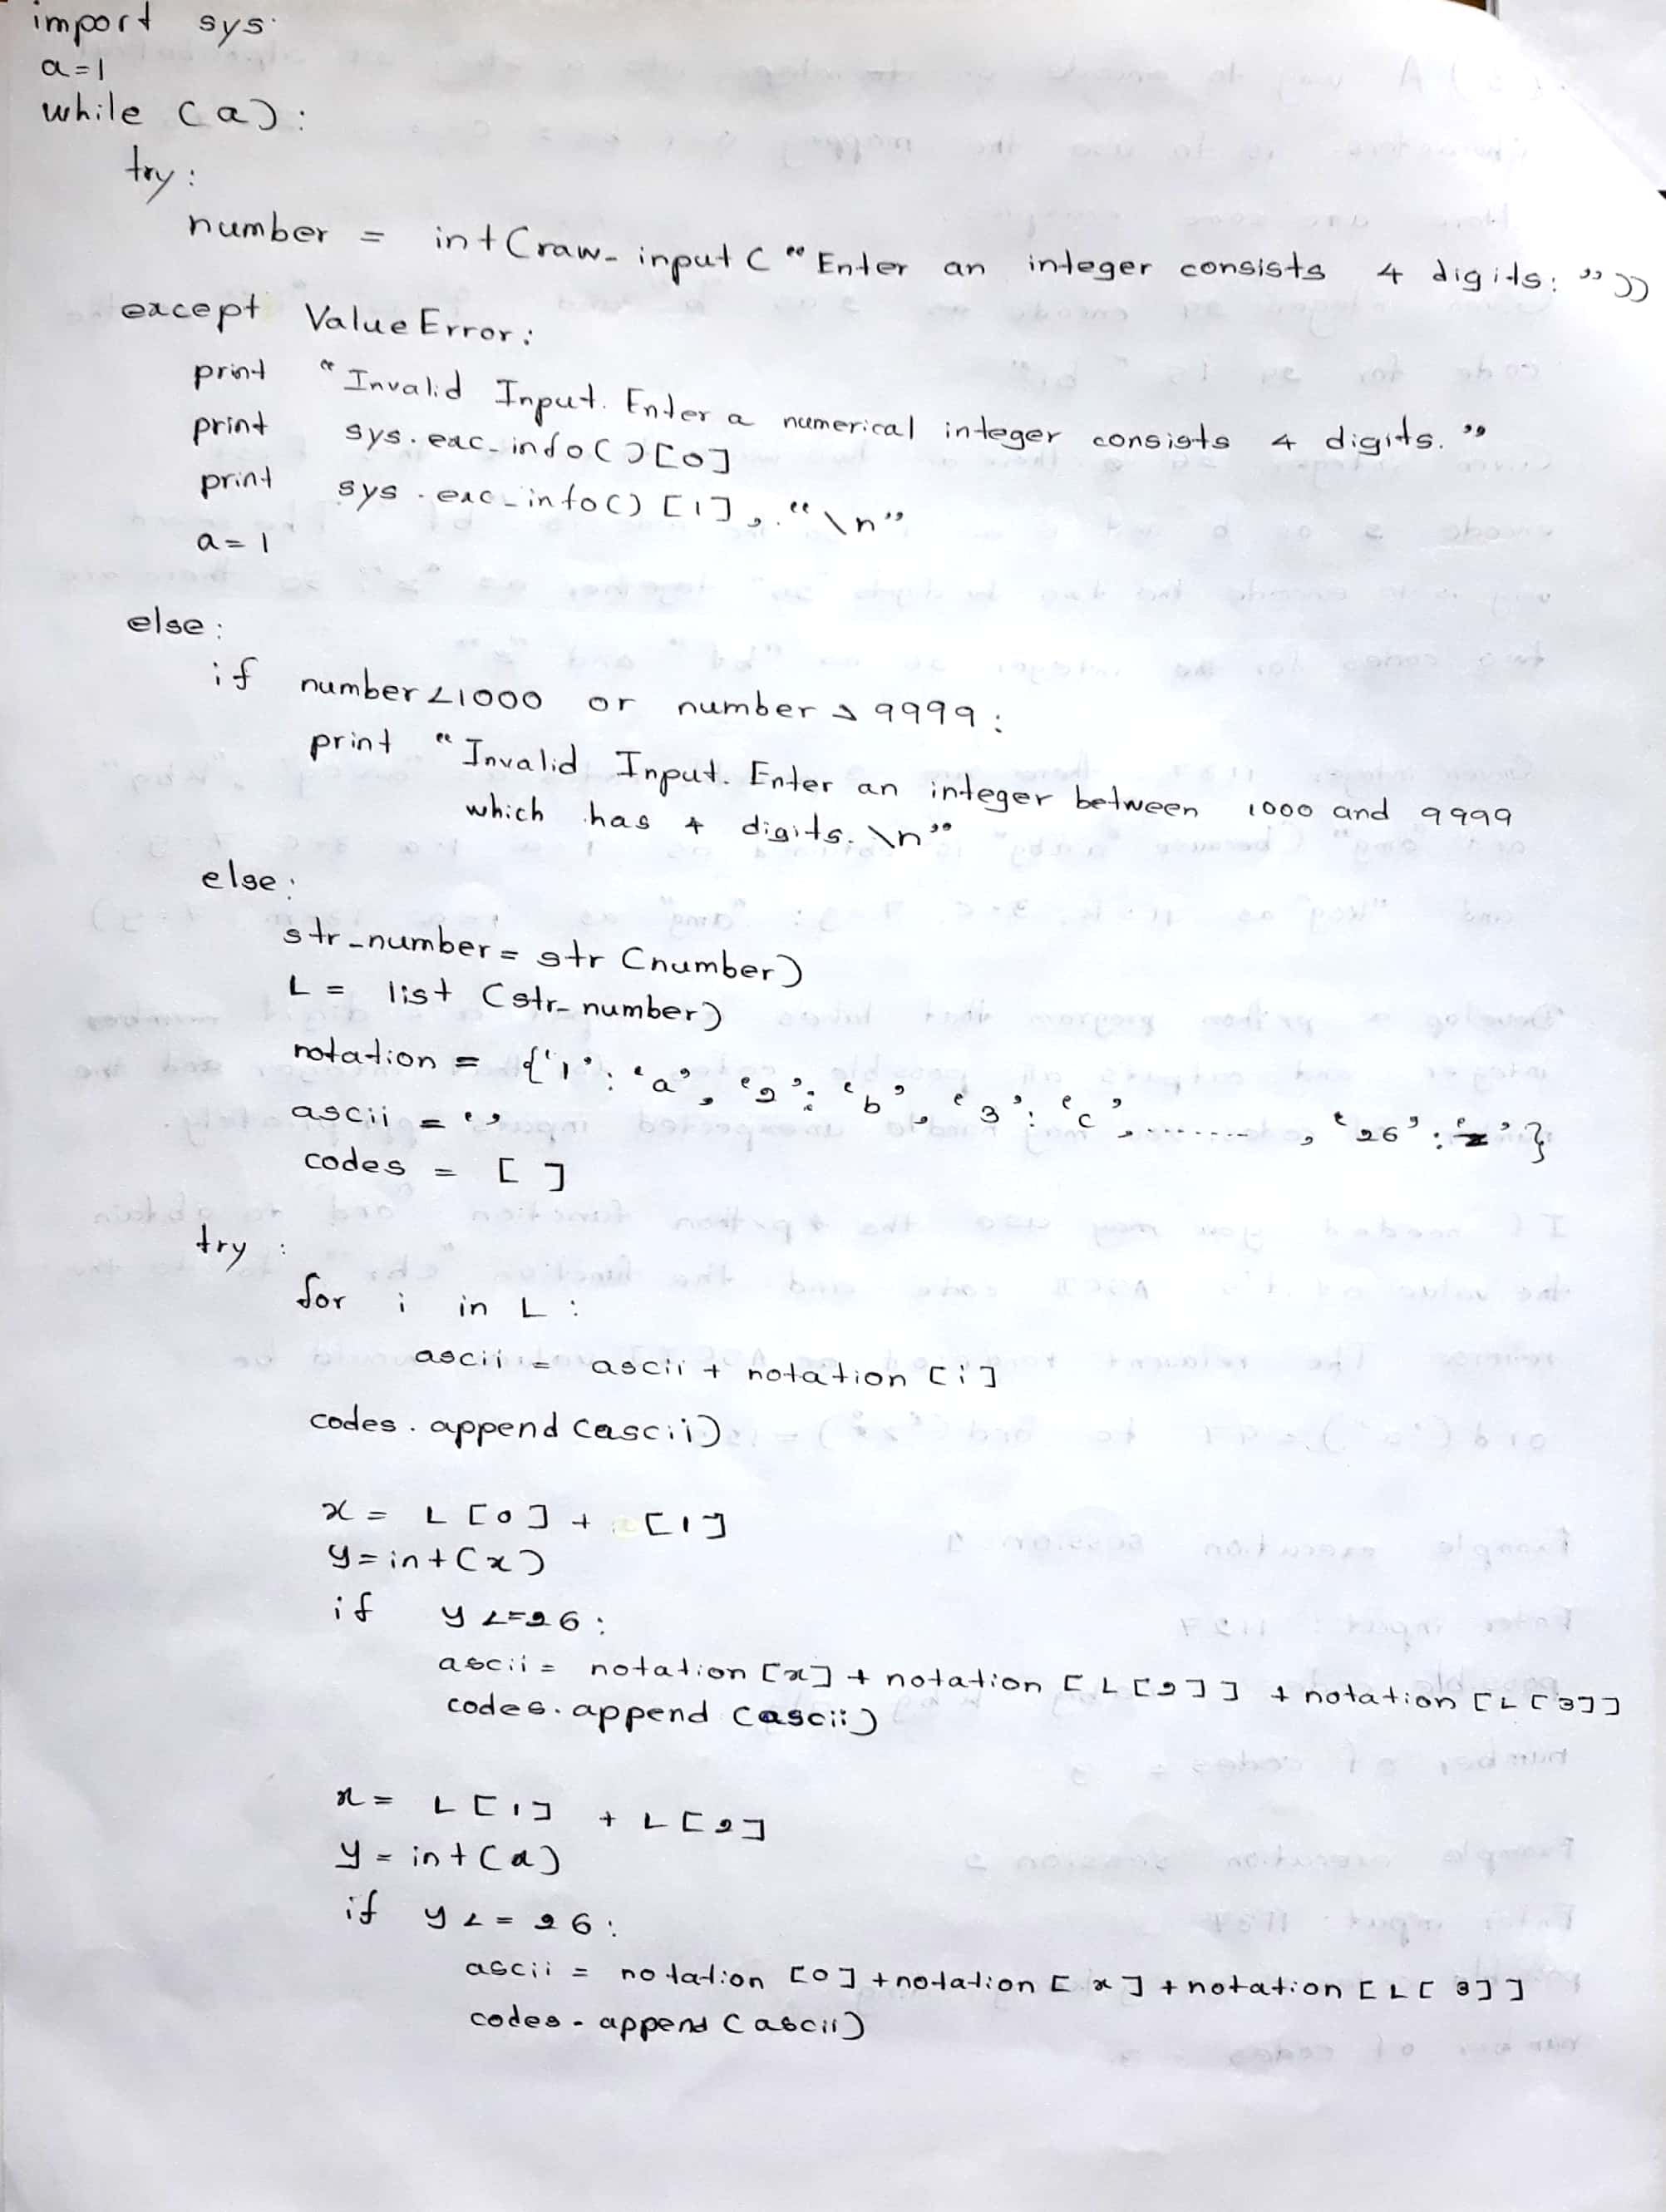 import sys
a=1
while (a):
try:
number = int(raw_input(“Enter an integer consists 4 digits: ”))
except ValueError:
print “Invalid Input. Enter a numerical integer consists 4 digits.”
print sys.exc_info()[0]
print sys.exc_info()[1], “\n”
a=1
else:
if number<1000 or number>9999:
print “Invalid Input. Enter an integer between 1000 and 9999
which has 4 digits.\n”
else:
str_number= str(number)
L = list(str_number)
notation = {‘1’: ‘a’, ‘2’: ‘b’, ‘3’: ‘c’, ........, ‘26’: ‘z’}
ascii = ‘’
codes = [ ]
try:
for i in L :
ascii = ascii + notation [i]
codes.append(ascii)
x = L[0] + [1]
y=int(x)
if y <=26:
ascii = notation [x] + notation [L[2]] + notation [L[3]]
codes.append(ascii)
x = L[1] + L[2]
y = int(x)
if y <= 26:
ascii = notation [0] + notation [x] + notation [L[3]]
codes.append(ascii)